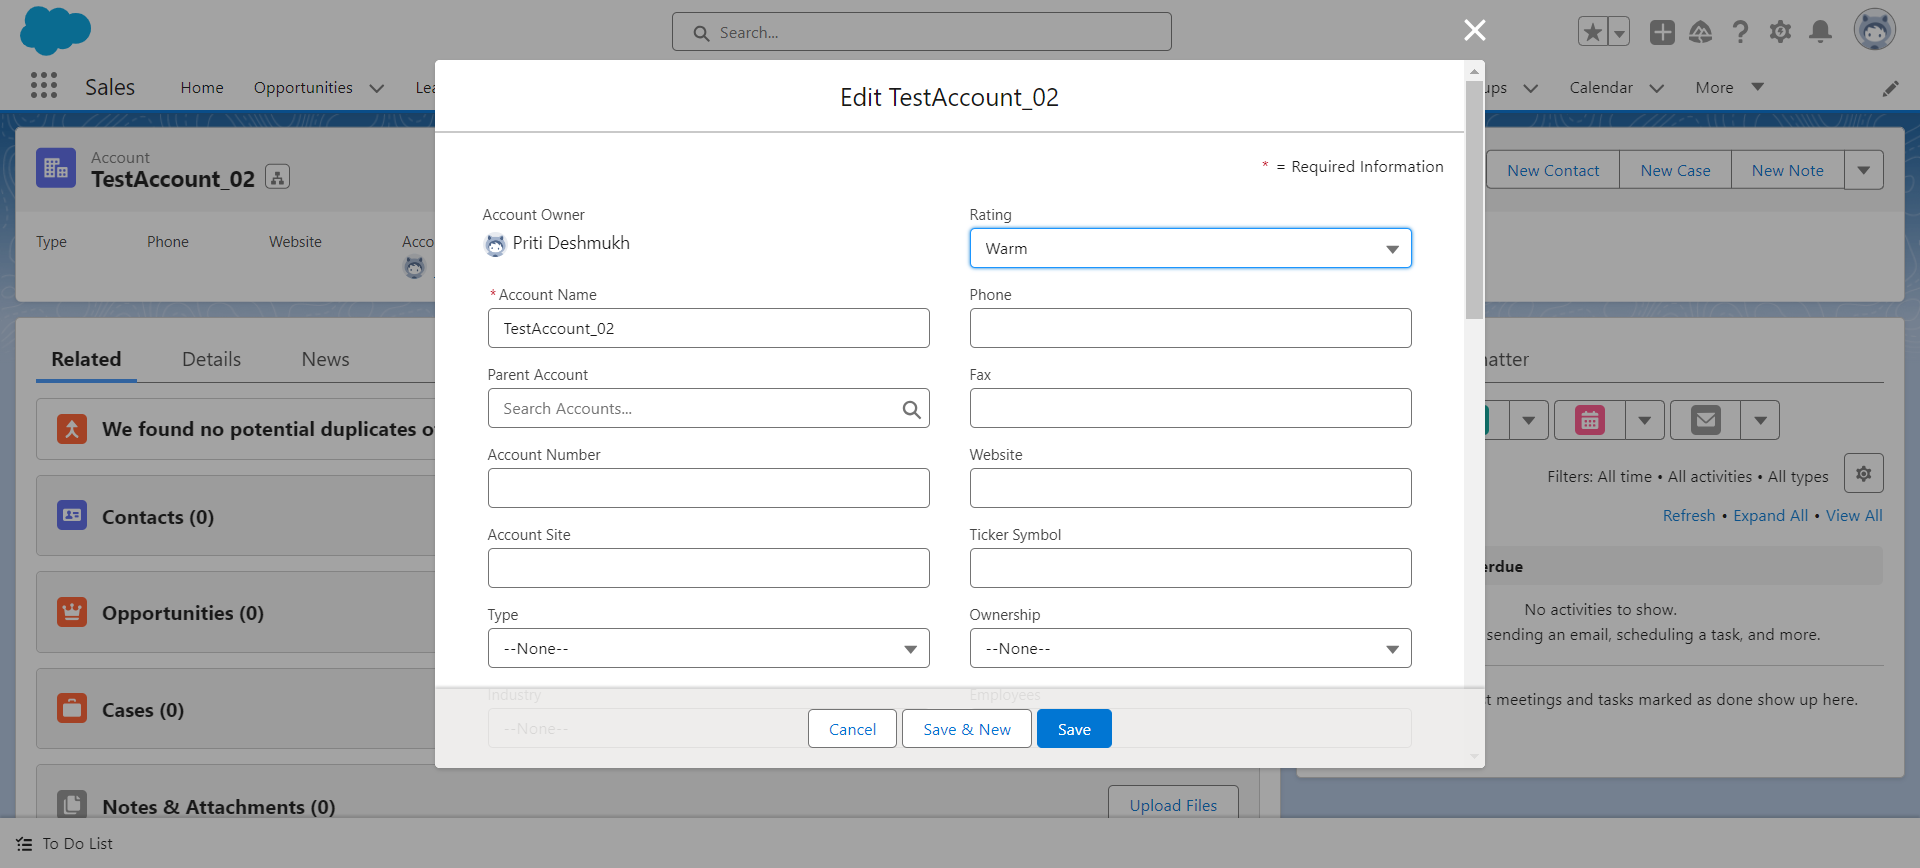 Search...
Sales
Home
Opportunities
Calendar
More
Account
TestAccount_02
New Contact
New Case
New Note
Type
Phone
Website
Related
Details
News
We found no potential duplicates
Contacts (0)
Opportunities (0)
Cases (0)
Notes & Attachments (0)
Upload Files
To Do List
Edit TestAccount_02
* = Required Information
Account Owner
Priti Deshmukh
Rating
Warm
*Account Name
TestAccount_02
Phone
Parent Account
Search Accounts...
Fax
Account Number
Website
Account Site
Ticker Symbol
Type
--None--
Ownership
--None--
Industry
--None--
Employees
Cancel
Save & New
Save
Filters: All time • All activities • All types
Refresh • Expand All • View All
No activities to show.
sending an email, scheduling a task, and more.
meetings and tasks marked as done show up here.